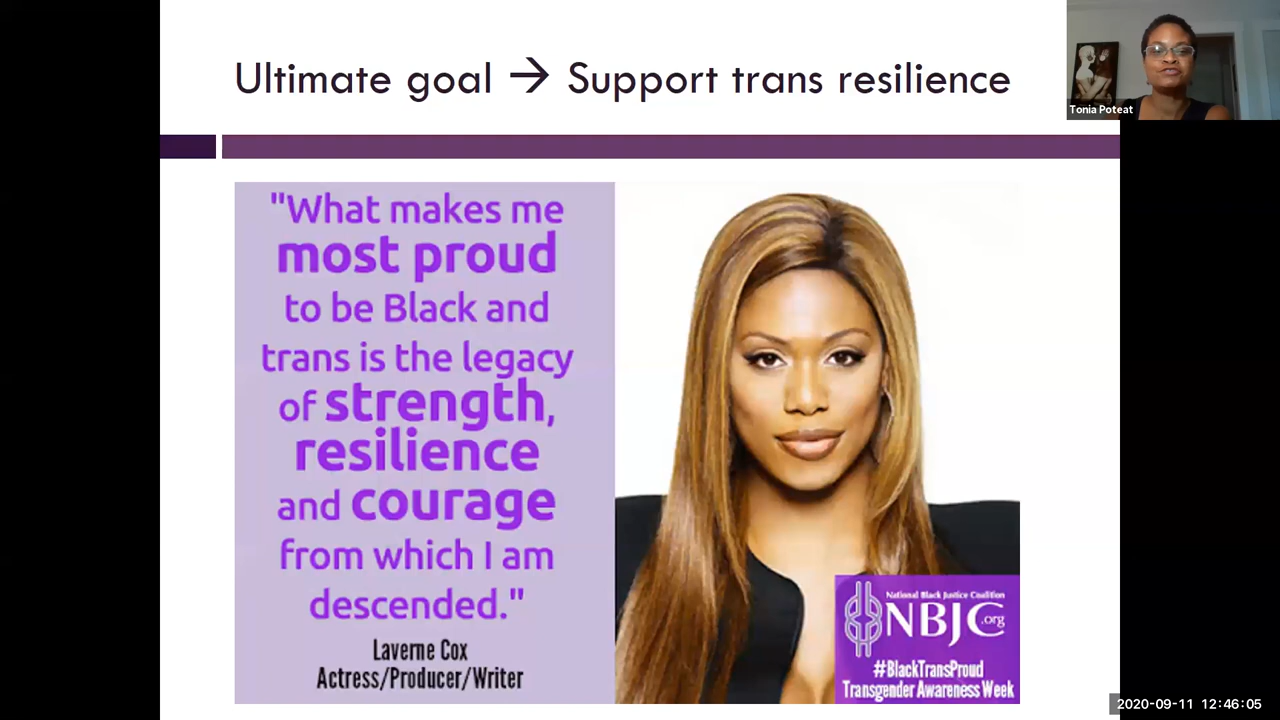 Ultimate goal → Support trans resilience
Tonia Poteat
"What makes me
most proud
to be Black and
trans is the legacy
of strength,
resilience
and courage
from which I am
descended."
Laverne Cox
Actress/Producer/Writer
National Black Justice Coalition
NBJC.org
#BlackTransProud
Transgender Awareness Week
2020-09-11 12:46:05